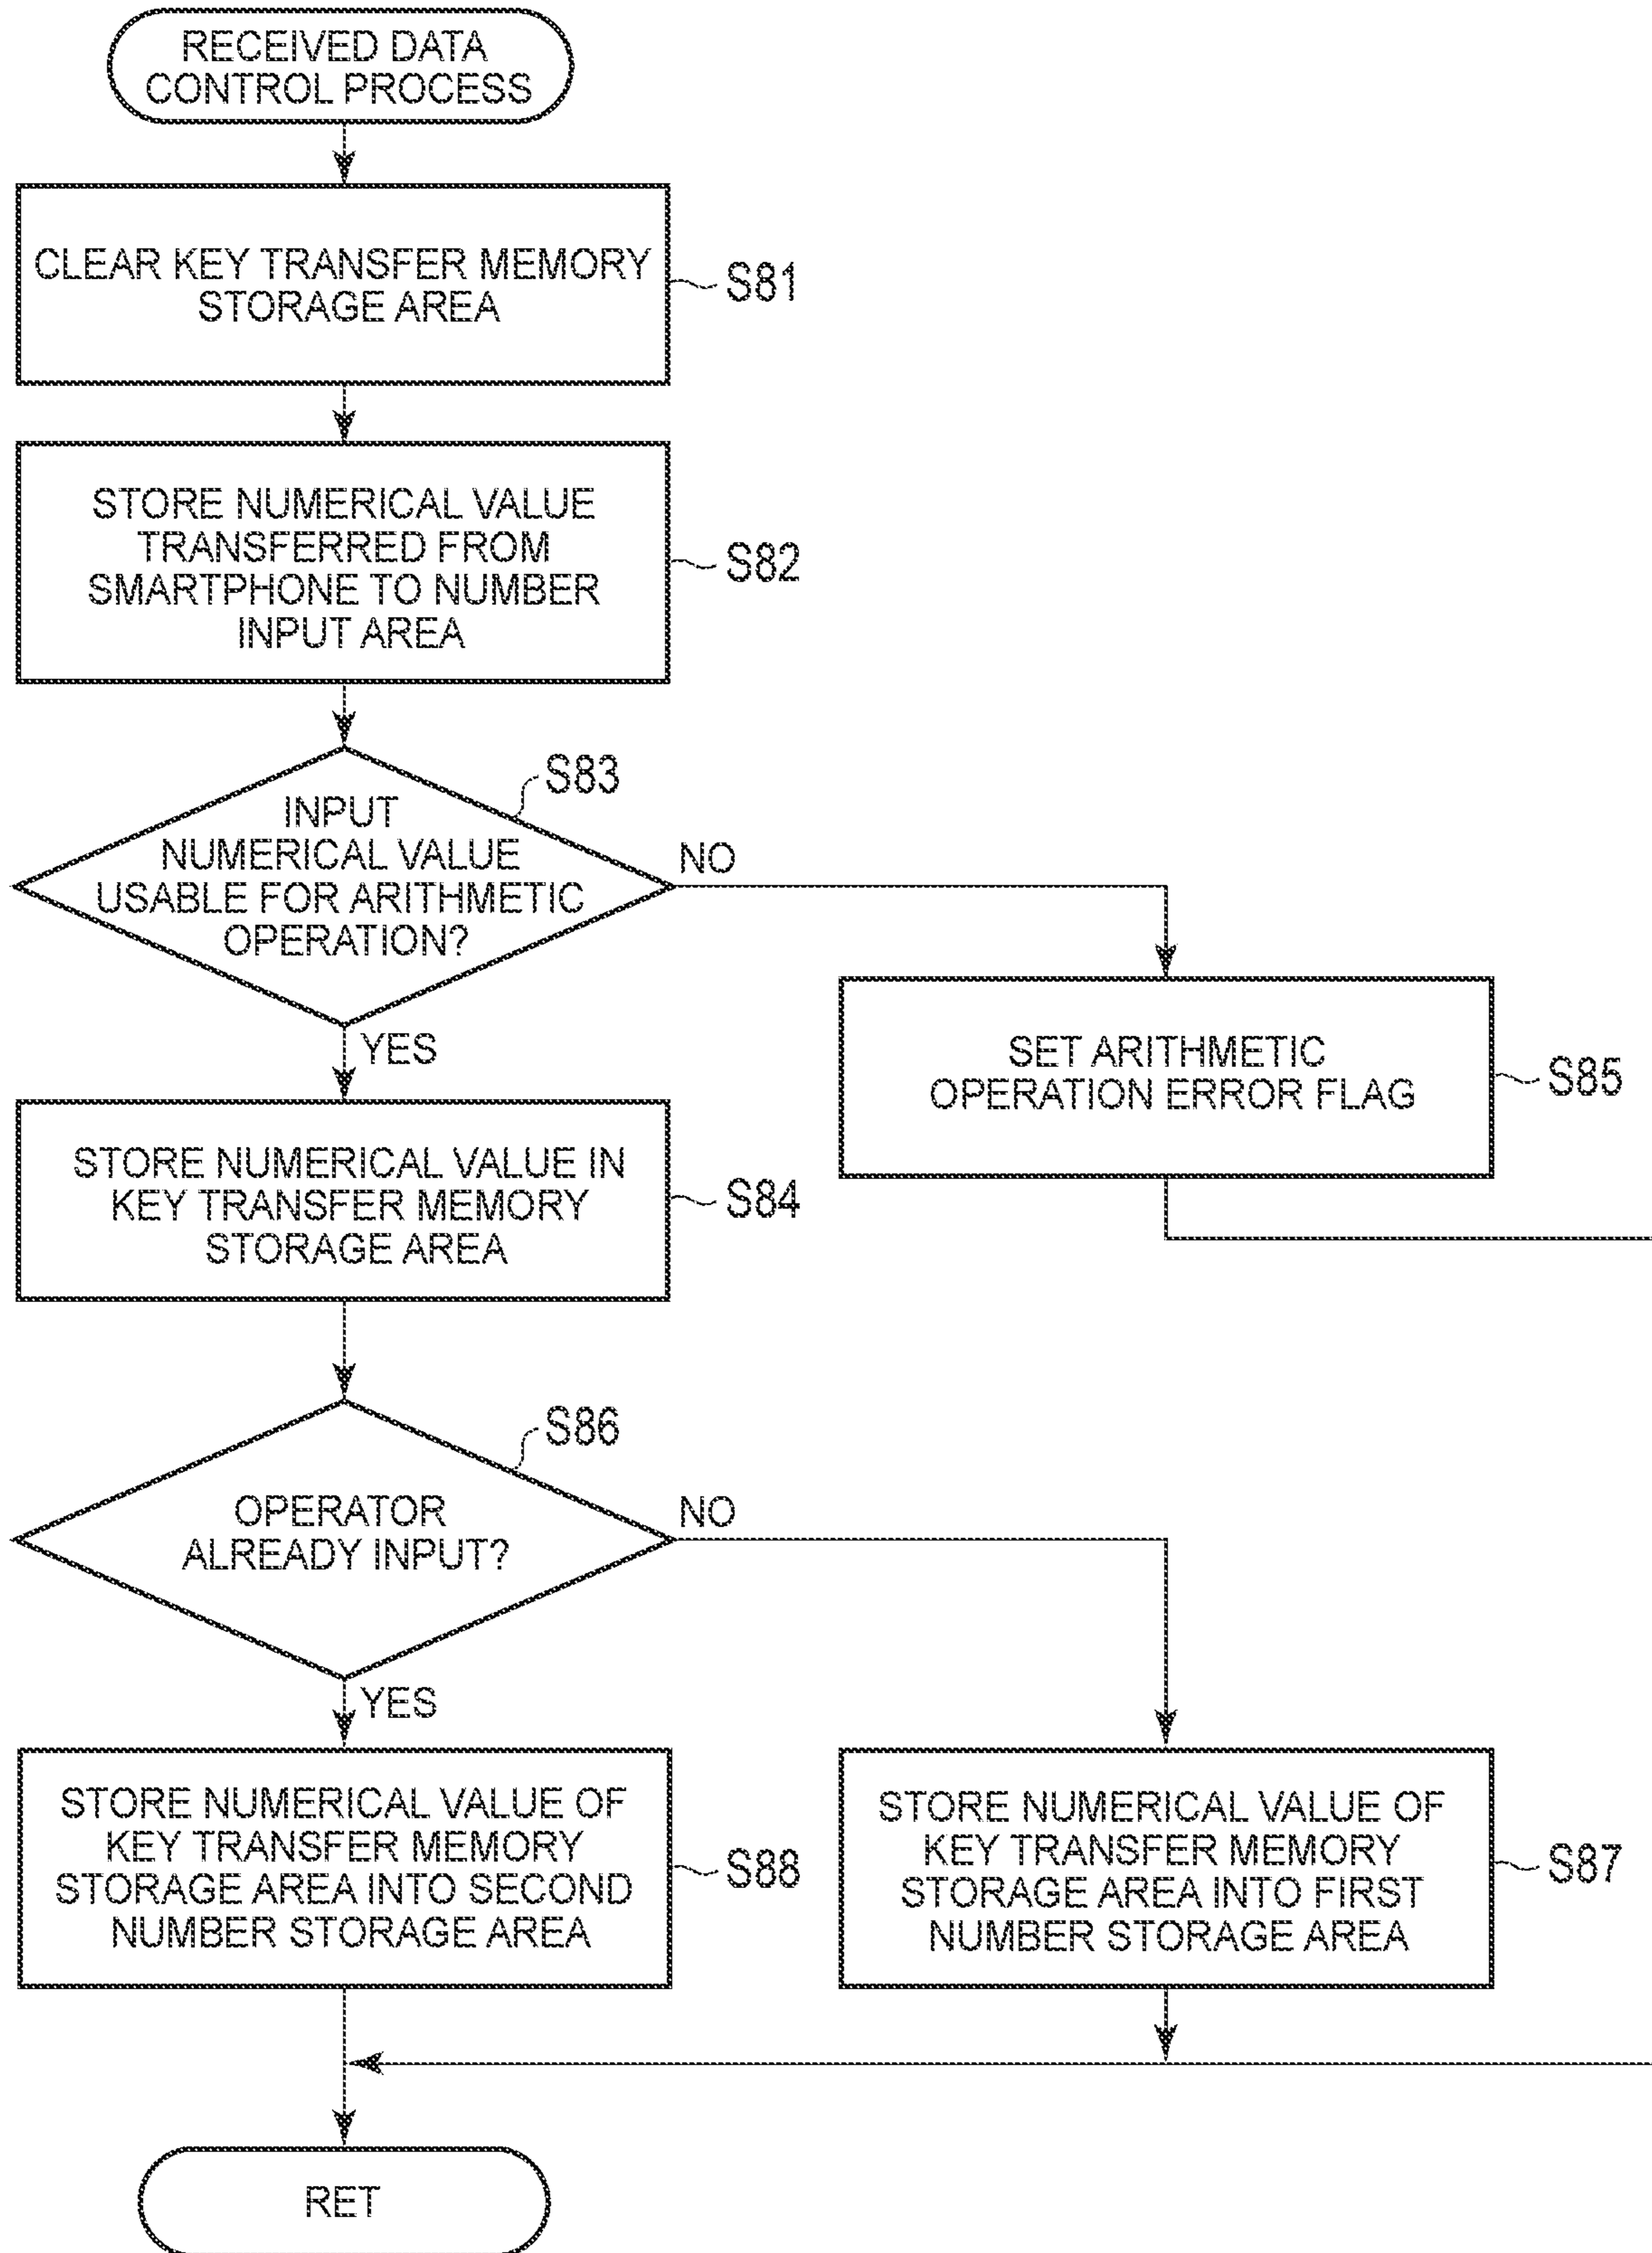 RECEIVED DATA
CONTROL PROCESS
CLEAR KEY TRANSFER MEMORY
STORAGE AREA
S81
STORE NUMERICAL VALUE
TRANSFERRED FROM
SMARTPHONE TO NUMBER
INPUT AREA
S82
S83
INPUT
NUMERICAL VALUE
USABLE FOR ARITHMETIC
OPERATION?
NO
YES
SET ARITHMETIC
OPERATION ERROR FLAG
S85
STORE NUMERICAL VALUE IN
KEY TRANSFER MEMORY
STORAGE AREA
S84
S86
OPERATOR
ALREADY INPUT?
NO
YES
STORE NUMERICAL VALUE OF
KEY TRANSFER MEMORY
STORAGE AREA INTO SECOND
NUMBER STORAGE AREA
S88
STORE NUMERICAL VALUE OF
KEY TRANSFER MEMORY
STORAGE AREA INTO FIRST
NUMBER STORAGE AREA
S87
RET